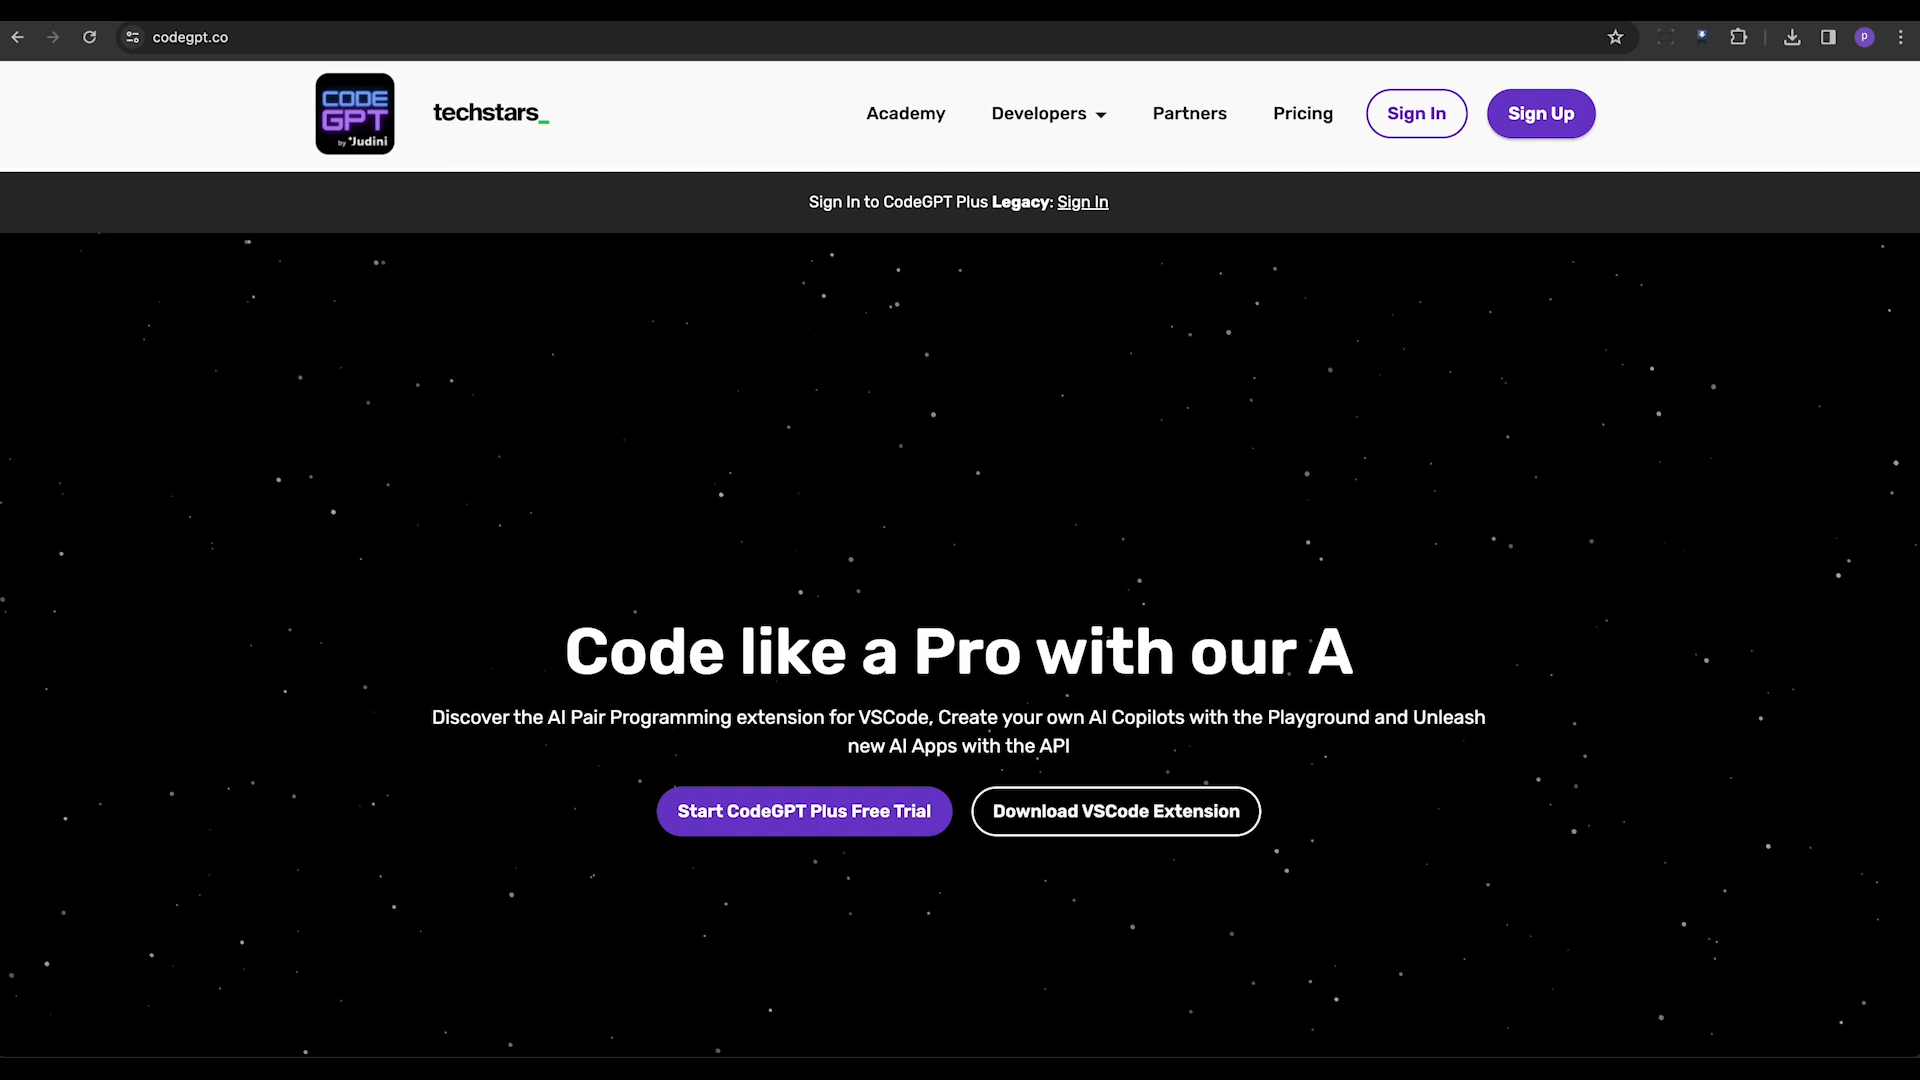 codegpt.co
P
CODE
GPT
by *Judini
techstars_
Academy
Developers
Partners
Pricing
Sign In
Sign Up
Sign In to CodeGPT Plus Legacy: Sign In
Code like a Pro with our A
Discover the AI Pair Programming extension for VSCode, Create your own AI Copilots with the Playground and Unleash
new AI Apps with the API
Start CodeGPT Plus Free Trial
Download VSCode Extension